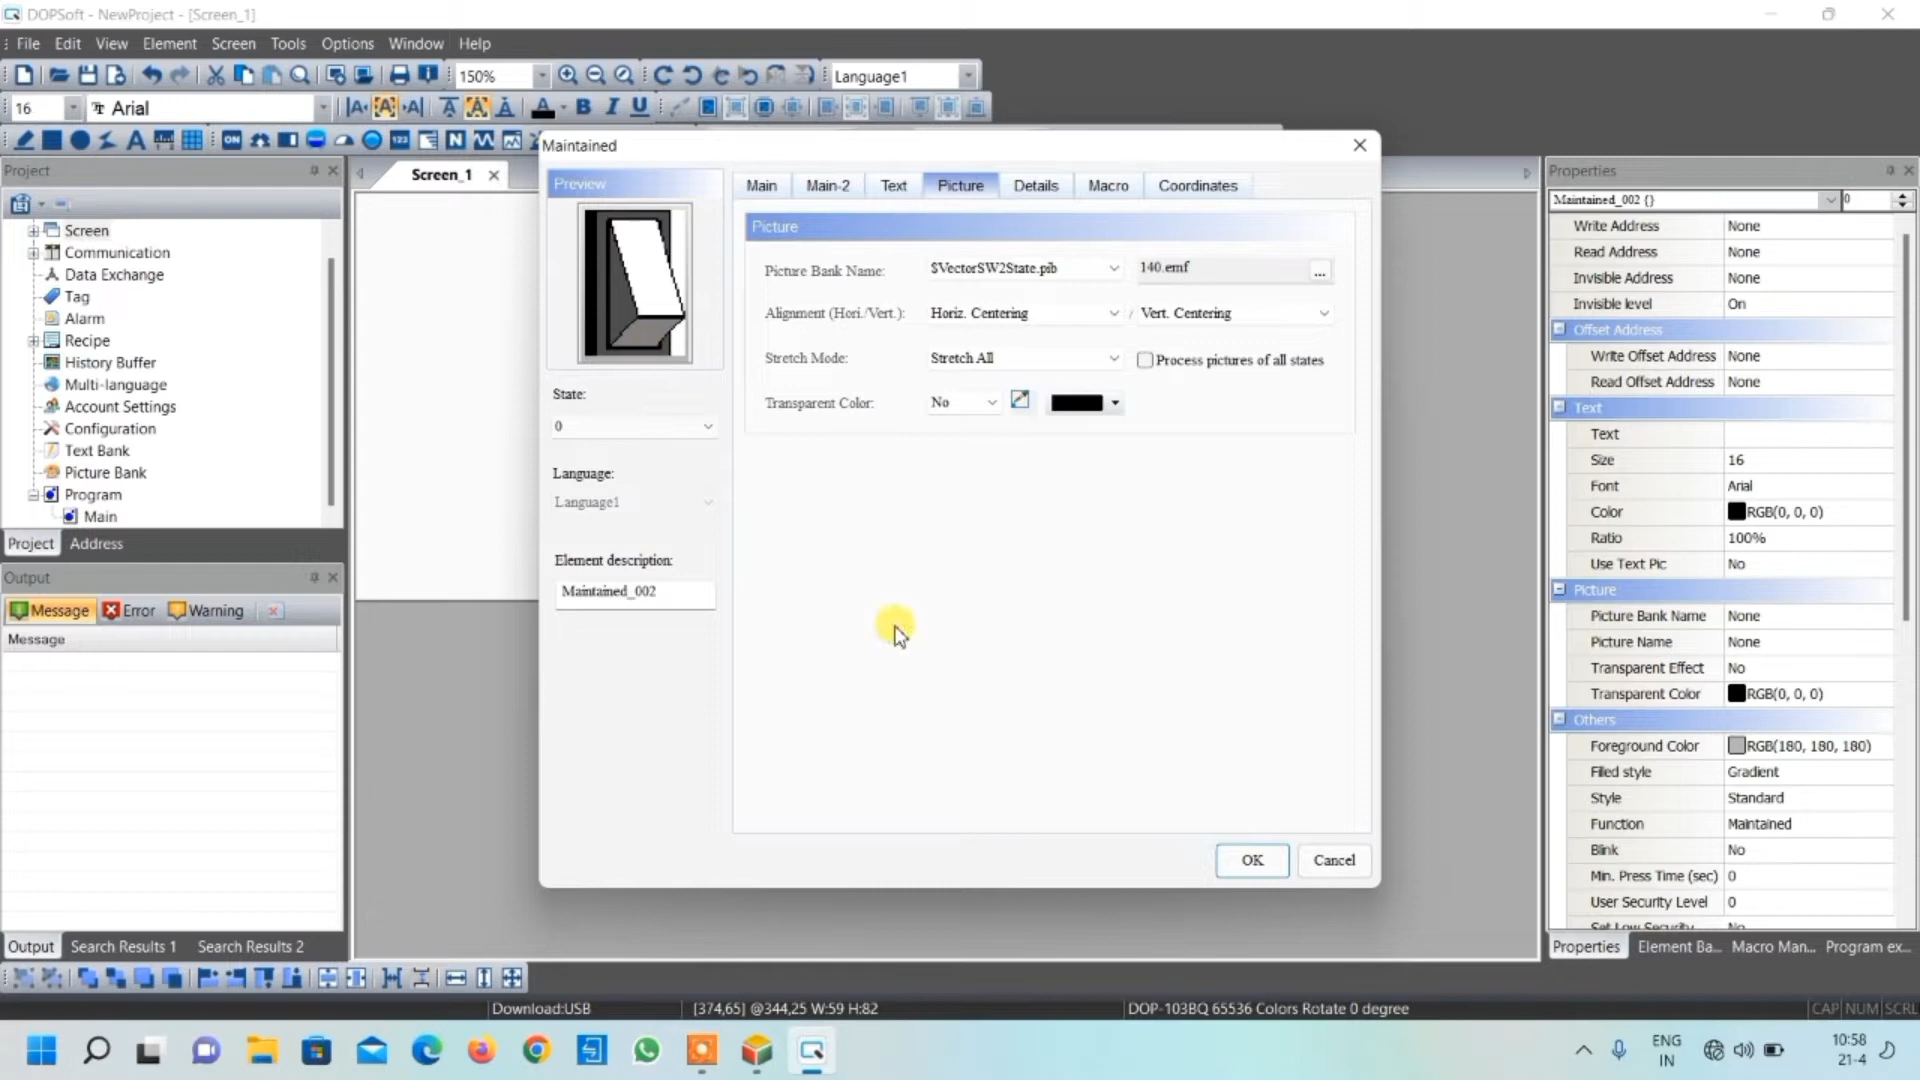 DOPSoft - NewProject - [Screen_1]
File Edit View Element Screen Tools Options Window Help
150%
Language1
16
Arial
Project
Screen
Communication
Data Exchange
Tag
Alarm
Recipe
History Buffer
Multi-language
Account Settings
Configuration
Text Bank
Picture Bank
Program
Main
Project Address
Output
Message Error Warning
Message
Output Search Results 1 Search Results 2
Screen_1
Maintained
Preview
State:
0
Language:
Language1
Element description:
Maintained_002
Main Main-2 Text Picture Details Macro Coordinates
Picture
Picture Bank Name: $VectorSW2State.pib 140.emf ...
Alignment (Hori./Vert.): Horiz. Centering / Vert. Centering
Stretch Mode: Stretch All Process pictures of all states
Transparent Color: No
OK Cancel
Properties
Maintained_002 {} 0
Write Address None
Read Address None
Invisible Address None
Invisible level On
Offset Address
Write Offset Address None
Read Offset Address None
Text
Text
Size 16
Font Arial
Color RGB(0, 0, 0)
Ratio 100%
Use Text Pic No
Picture
Picture Bank Name None
Picture Name None
Transparent Effect No
Transparent Color RGB(0, 0, 0)
Others
Foreground Color RGB(180, 180, 180)
Filled style Gradient
Style Standard
Function Maintained
Blink No
Min. Press Time (sec) 0
User Security Level 0
Set Low Security No
Properties Element Ba... Macro Man... Program ex...
Download:USB [374,65] @344,25 W:59 H:82 DOP-103BQ 65536 Colors Rotate 0 degree CAP NUM SCRL
ENG
IN
10:58
21-4